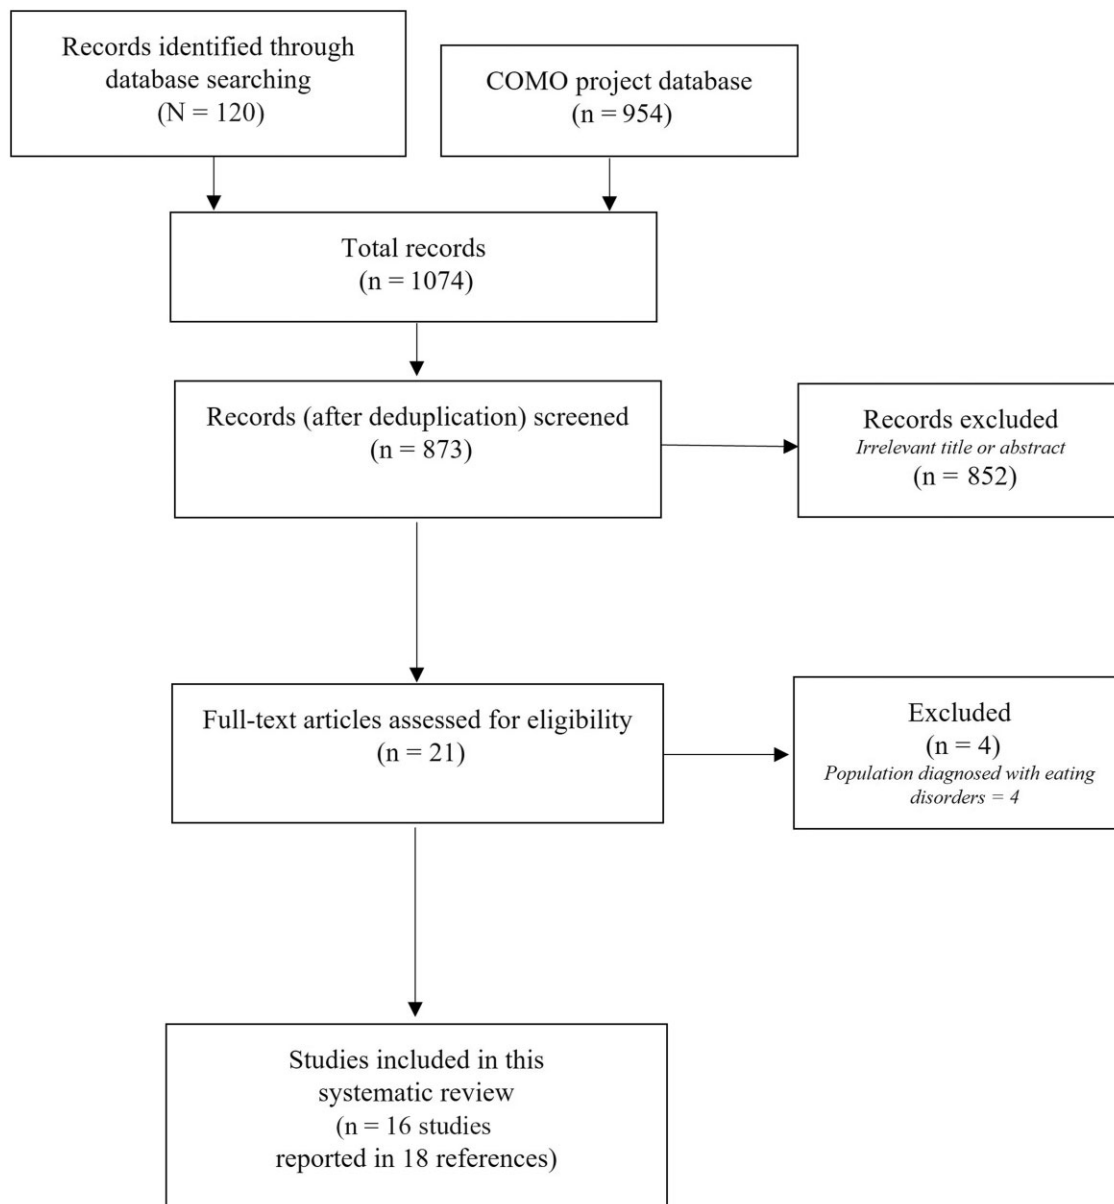 Records identified through
database searching
(N = 120)
COMO project database
(n = 954)
Total records
(n = 1074)
Records (after deduplication) screened
(n = 873)
Records excluded
Irrelevant title or abstract
(n = 852)
Full-text articles assessed for eligibility
(n = 21)
Excluded
(n = 4)
Population diagnosed with eating
disorders = 4
Studies included in this
systematic review
(n = 16 studies
reported in 18 references)